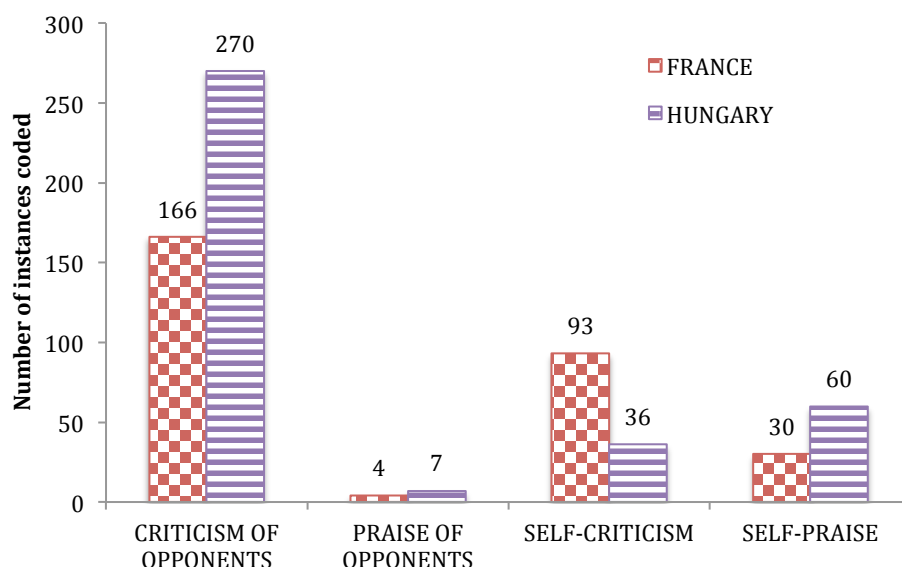 300
250
200
150
100
50
0
Number of instances coded
270
166
4
7
93
36
30
60
FRANCE
HUNGARY
CRITICISM OF
OPPONENTS
PRAISE OF
OPPONENTS
SELF-CRITICISM
SELF-PRAISE